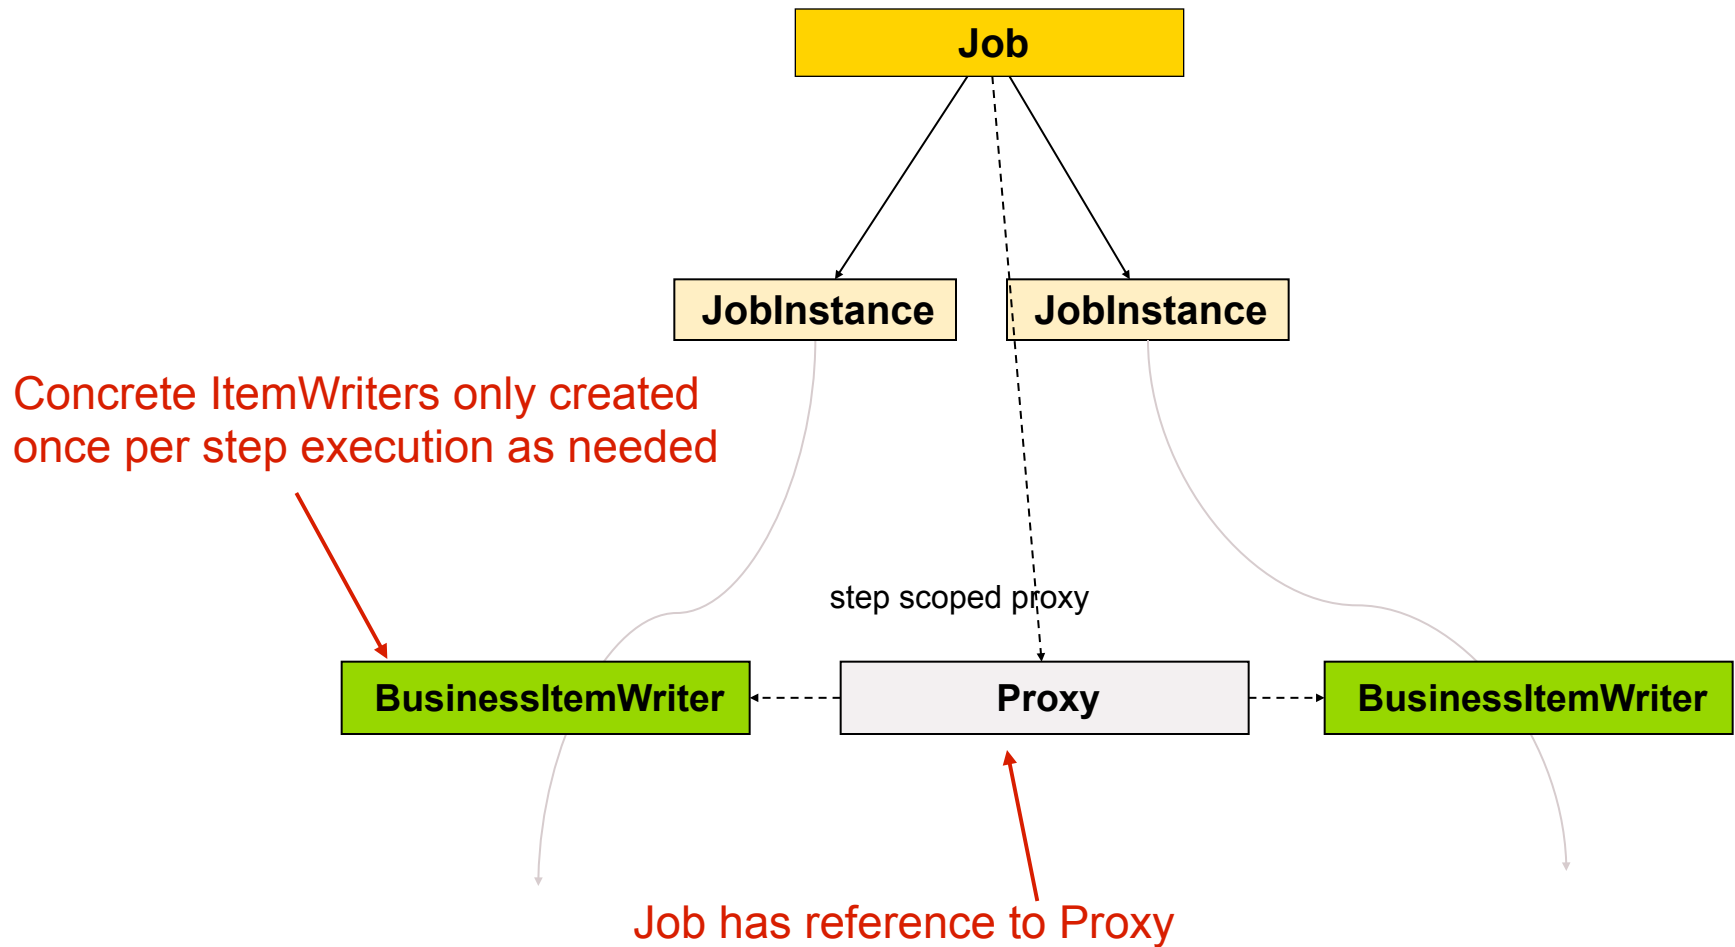 Job
JobInstance
JobInstance
Concrete ItemWriters only created
once per step execution as needed
step scoped proxy
BusinessItemWriter
Proxy
BusinessItemWriter
Job has reference to Proxy